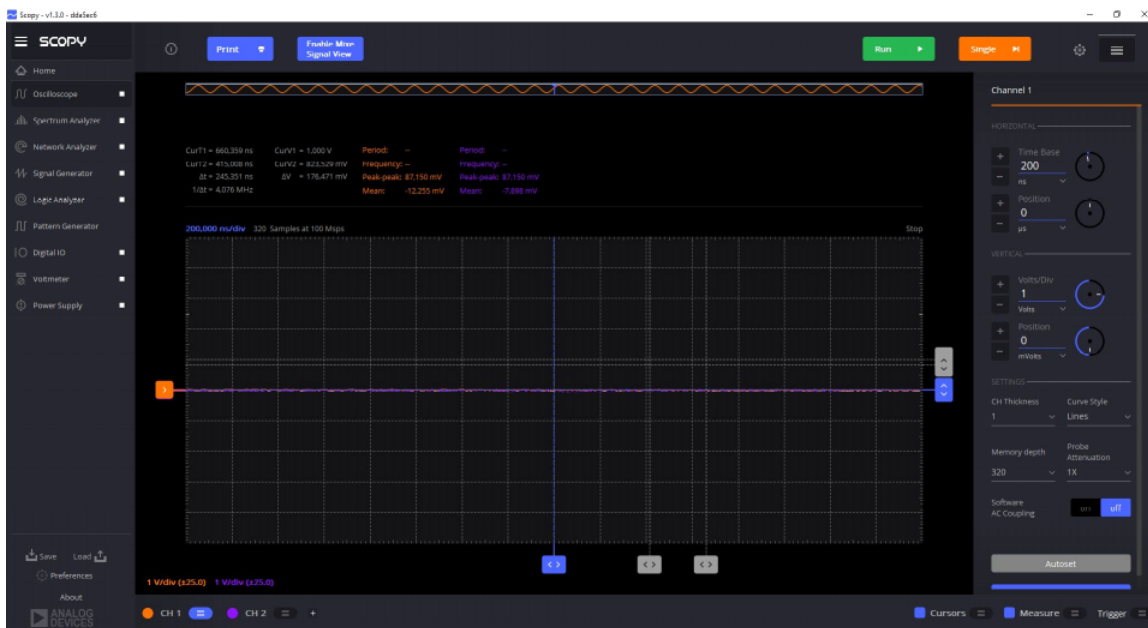 Scopy - v1.3.0 - dda5ac6
SCOPY
Print
Enable Mixed
Signal View
Run
Single
Home
Oscilloscope
Spectrum Analyzer
Network Analyzer
Signal Generator
Logic Analyzer
Pattern Generator
Digital IO
Voltmeter
Power Supply
Save Load
Preferences
About
ANALOG
DEVICES
CurT1 = 660,359 ns CurV1 = 1,000 V Period: -- Period: --
CurT2 = 415,008 ns CurV2 = 823,529 mV Frequency: -- Frequency: --
Δt = 245,351 ns ΔV = 176,471 mV Peak-peak: 87,150 mV Peak-peak: 87,150 mV
1/Δt = 4,076 MHz Mean: -12,255 mV Mean: -7,898 mV
200,000 ns/div 320 Samples at 100 Msps Stop
1 V/div (±25.0) 1 V/div (±25.0)
CH 1 CH 2 +
Cursors Measure Trigger
Channel 1
HORIZONTAL
+
Time Base
200
−
ns
+
Position
0
−
µs
VERTICAL
+
Volts/Div
1
−
Volts
+
Position
0
−
mVolts
SETTINGS
CH Thickness Curve Style
1 Lines
Memory depth Probe
Attenuation
320 1X
Software
AC Coupling
on off
Autoset